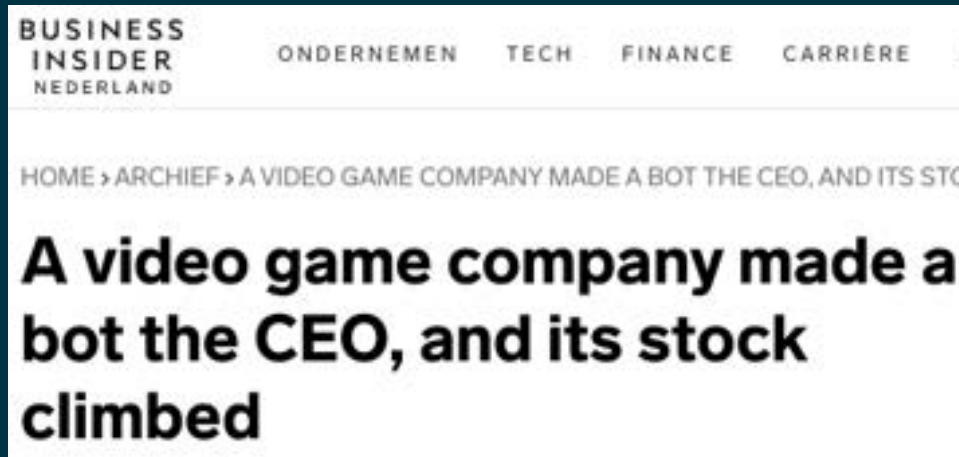 BUSINESS
INSIDER
NEDERLAND
ONDERNEMEN TECH FINANCE CARRIÈRE
HOME › ARCHIEF › A VIDEO GAME COMPANY MADE A BOT THE CEO, AND ITS
A video game company made a
bot the CEO, and its stock
climbed